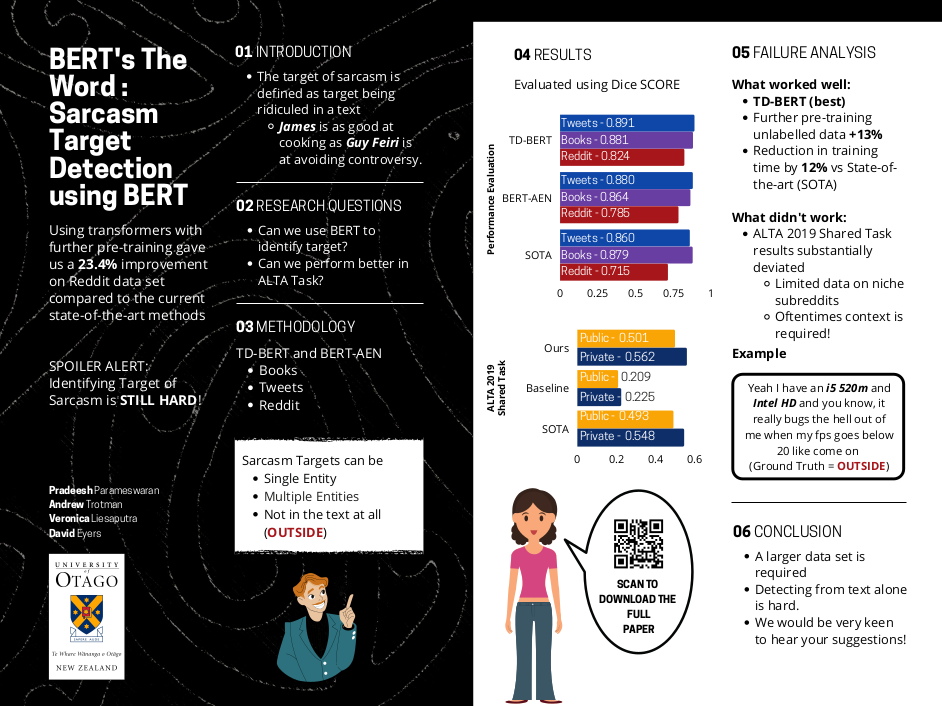 BERT's The
Word :
Sarcasm
Target
Detection
using BERT
Using transformers with
further pre-training gave
us a 23.4% improvement
on Reddit data set
compared to the current
state-of-the-art methods
SPOILER ALERT:
Identifying Target of
Sarcasm is STILL HARD!
Pradeesh Parameswaran
Andrew Trotman
Veronica Liesaputra
David Eyers
UNIVERSITY
of
OTAGO
SAPERE AUDE
Te Whare Wānanga o Otāgo
NEW ZEALAND
01 INTRODUCTION
• The target of sarcasm is
defined as target being
ridiculed in a text
◦ James is as good at
cooking as Guy Feiri is
at avoiding controversy.
02 RESEARCH QUESTIONS
• Can we use BERT to
identify target?
• Can we perform better in
ALTA Task?
03 METHODOLOGY
TD-BERT and BERT-AEN
• Books
• Tweets
• Reddit
Sarcasm Targets can be
• Single Entity
• Multiple Entities
• Not in the text at all
(OUTSIDE)
04 RESULTS
Evaluated using Dice SCORE
Performance Evaluation
TD-BERT
Tweets - 0.891
Books - 0.881
Reddit - 0.824
BERT-AEN
Tweets - 0.880
Books - 0.864
Reddit - 0.785
SOTA
Tweets - 0.860
Books - 0.879
Reddit - 0.715
0 0.25 0.5 0.75 1
ALTA 2019
Shared Task
Ours
Public - 0.501
Private - 0.562
Baseline
Public - 0.209
Private - 0.225
SOTA
Public - 0.493
Private - 0.548
0 0.2 0.4 0.6
SCAN TO
DOWNLOAD THE
FULL
PAPER
05 FAILURE ANALYSIS
What worked well:
• TD-BERT (best)
• Further pre-training
unlabelled data +13%
• Reduction in training
time by 12% vs State-of-
the-art (SOTA)
What didn't work:
• ALTA 2019 Shared Task
results substantially
deviated
◦ Limited data on niche
subreddits
◦ Oftentimes context is
required!
Example
Yeah I have an i5 520m and
Intel HD and you know, it
really bugs the hell out of
me when my fps goes below
20 like come on
(Ground Truth = OUTSIDE)
06 CONCLUSION
• A larger data set is
required
• Detecting from text alone
is hard.
• We would be very keen
to hear your suggestions!